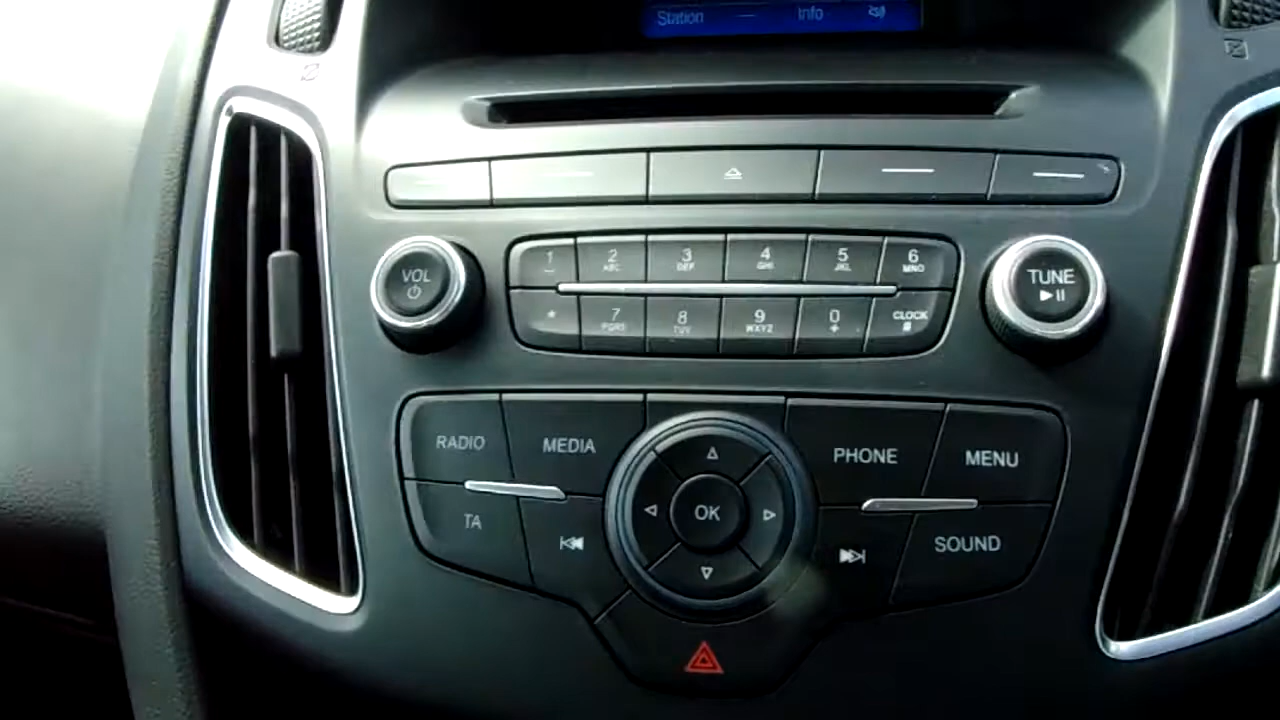 Station Info
VOL
1 2 ABC 3 DEF 4 GHI 5 JKL 6 MNO
TUNE
* 7 PQRS 8 TUV 9 WXYZ 0 + CLOCK
RADIO MEDIA PHONE MENU
TA OK SOUND